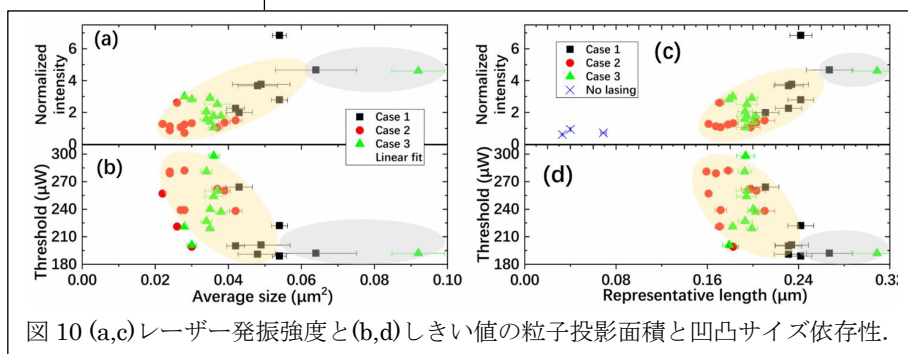 (a)
Normalized
intensity
6
4
2
0
Case 1
Case 2
Case 3
Linear fit
(b)
Threshold (μW)
300
270
240
210
180
0.00 0.02 0.04 0.06 0.08 0.10
Average size (μm²)
(c)
Normalized
intensity
6
4
2
0
Case 1
Case 2
Case 3
No lasing
(d)
Threshold (μW)
300
270
240
210
180
0.00 0.08 0.16 0.24 0.32
Representative length (μm)
図 10 (a,c)レーザー発振強度と(b,d)しきい値の粒子投影面積と凹凸サイズ依存性.